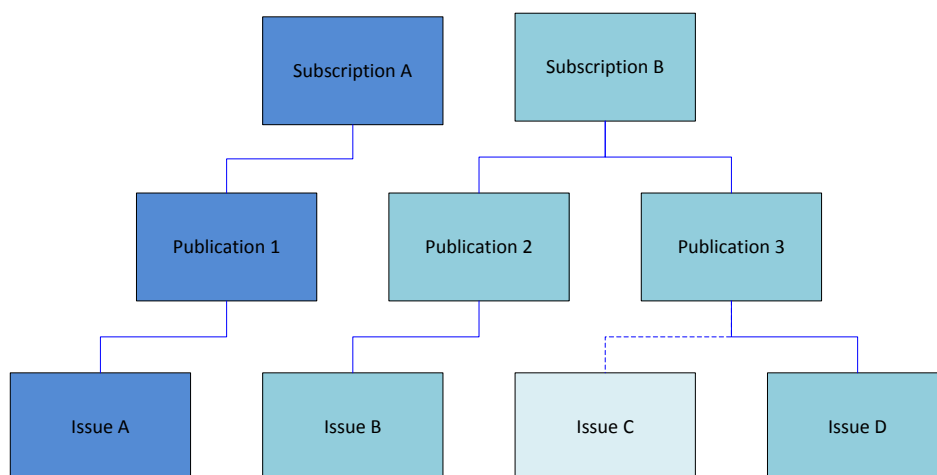 Subscription A
Subscription B
Publication 1
Publication 2
Publication 3
Issue A
Issue B
Issue C
Issue D